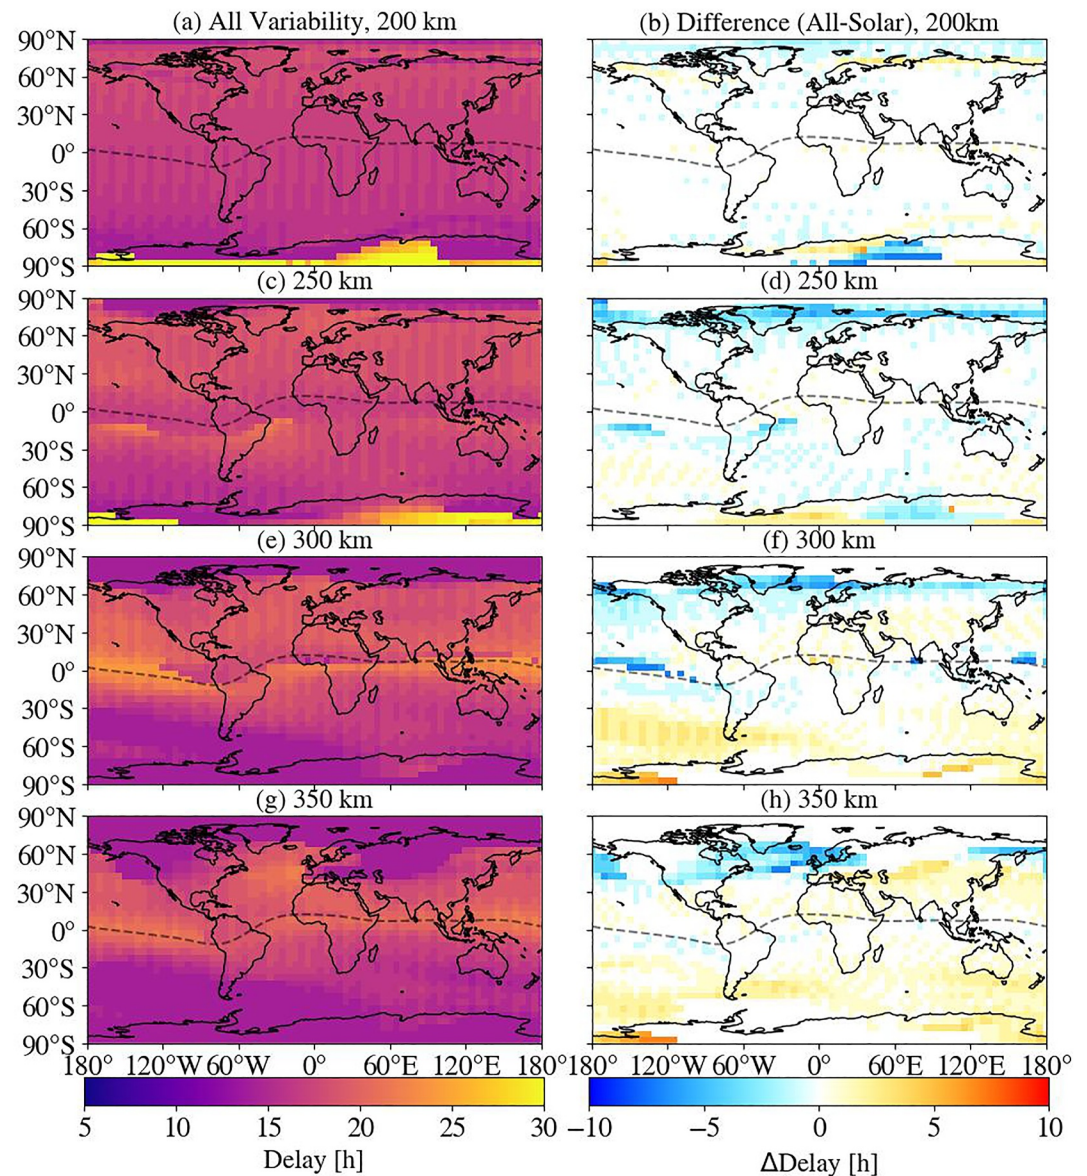 (a) All Variability, 200 km
(b) Difference (All-Solar), 200km
90°N
60°N
30°N
0°
30°S
60°S
90°S
(c) 250 km
(d) 250 km
90°N
60°N
30°N
0°
30°S
60°S
90°S
(e) 300 km
(f) 300 km
90°N
60°N
30°N
0°
30°S
60°S
90°S
(g) 350 km
(h) 350 km
90°N
60°N
30°N
0°
30°S
60°S
90°S
180° 120°W 60°W 0° 60°E 120°E 180°
180° 120°W 60°W 0° 60°E 120°E 180°
5 10 15 20 25 30
−10 −5 0 5 10
Delay [h]
ΔDelay [h]